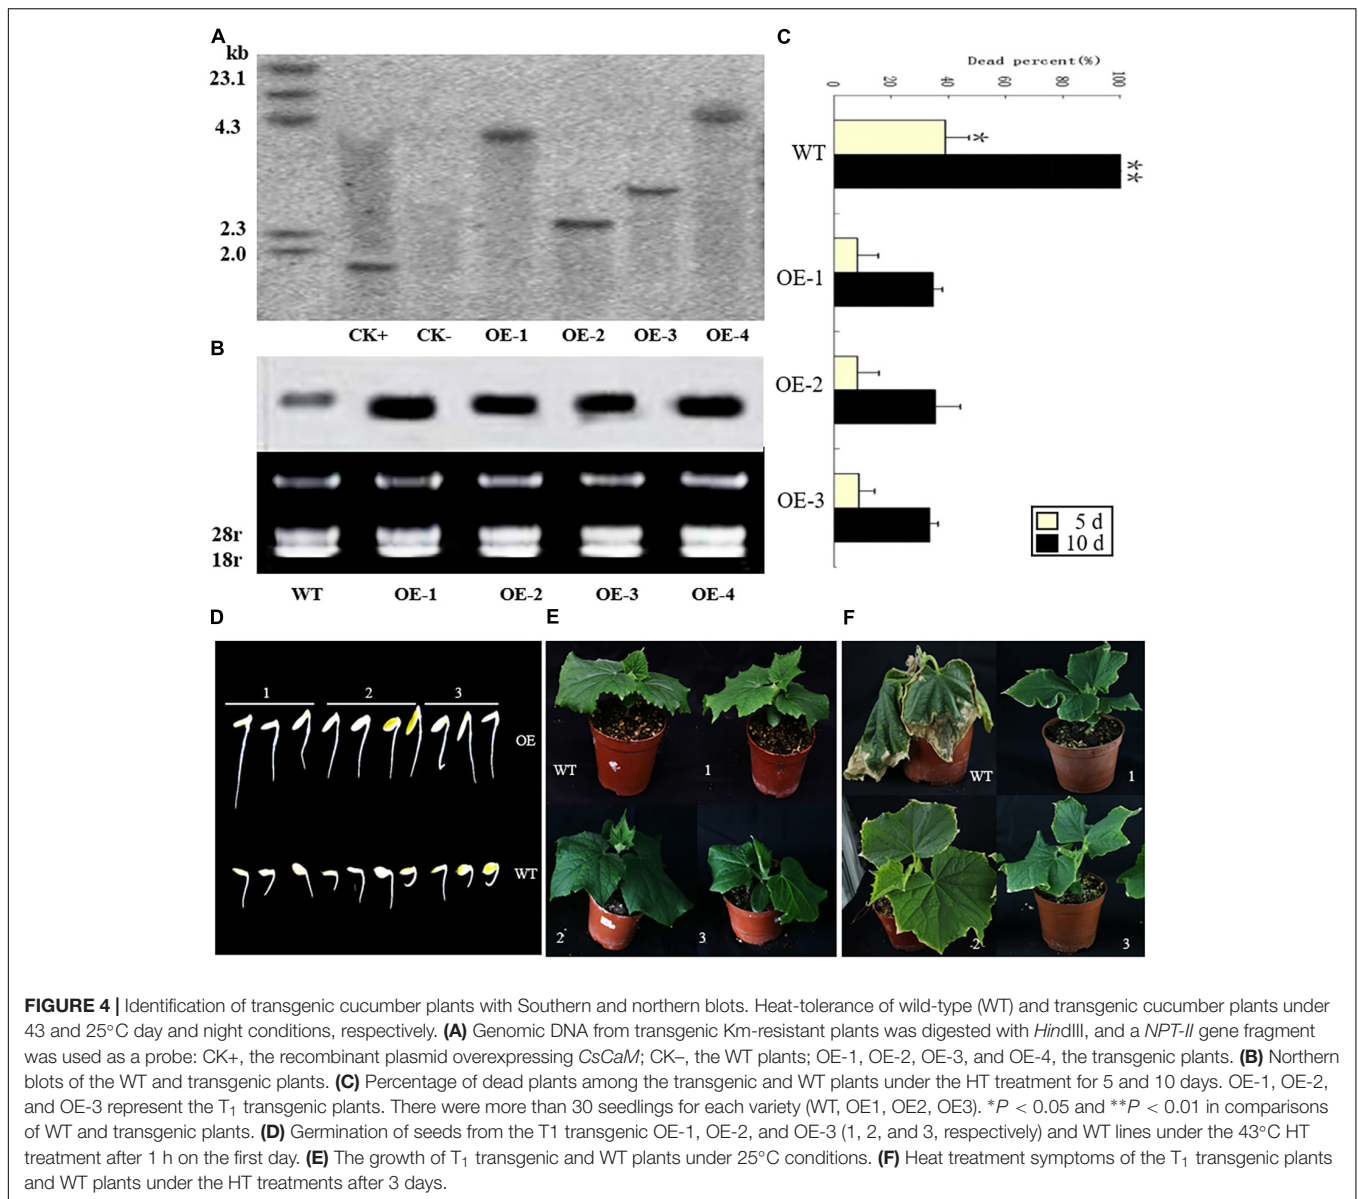 A
kb
23.1
4.3
2.3
2.0
CK+ CK- OE-1 OE-2 OE-3 OE-4
B
28r
18r
WT OE-1 OE-2 OE-3 OE-4
C
Dead percent(%)
0 20 40 60 80 100
WT
*
**
OE-1
OE-2
OE-3
5 d
10 d
D
1 2 3
OE
WT
E
WT
1
2
3
F
WT
1
2
3
FIGURE 4 | Identification of transgenic cucumber plants with Southern and northern blots. Heat-tolerance of wild-type (WT) and transgenic cucumber plants under
43 and 25°C day and night conditions, respectively. (A) Genomic DNA from transgenic Km-resistant plants was digested with HindIII, and a NPT-II gene fragment
was used as a probe: CK+, the recombinant plasmid overexpressing CsCaM; CK–, the WT plants; OE-1, OE-2, OE-3, and OE-4, the transgenic plants. (B) Northern
blots of the WT and transgenic plants. (C) Percentage of dead plants among the transgenic and WT plants under the HT treatment for 5 and 10 days. OE-1, OE-2,
and OE-3 represent the T1 transgenic plants. There were more than 30 seedlings for each variety (WT, OE1, OE2, OE3). *P < 0.05 and **P < 0.01 in comparisons
of WT and transgenic plants. (D) Germination of seeds from the T1 transgenic OE-1, OE-2, and OE-3 (1, 2, and 3, respectively) and WT lines under the 43°C HT
treatment after 1 h on the first day. (E) The growth of T1 transgenic and WT plants under 25°C conditions. (F) Heat treatment symptoms of the T1 transgenic plants
and WT plants under the HT treatments after 3 days.